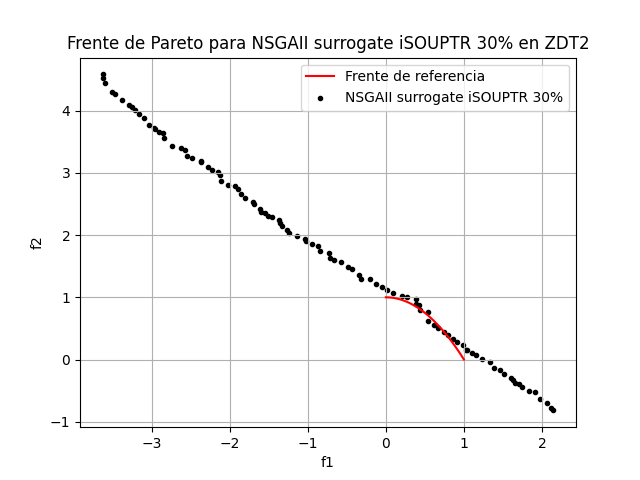 Frente de Pareto para NSGAII surrogate iSOUPTR 30% en ZDT2
Frente de referencia
NSGAII surrogate iSOUPTR 30%
f2
4
3
2
1
0
−1
−3
−2
−1
0
1
2
f1